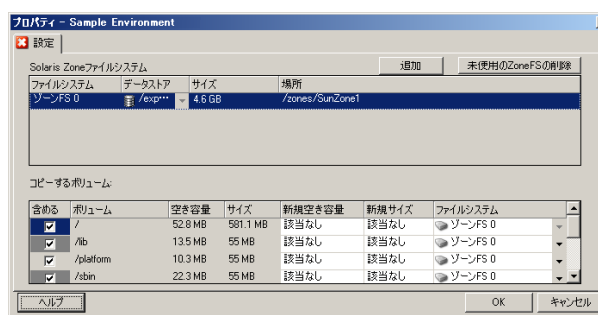 プロパティ - Sample Environment
設定
Solaris Zoneファイルシステム 追加 未使用のZoneFSの削除
ファイルシステム データストア サイズ 場所
ゾーンFS 0 /exp... 4.6 GB /zones/SunZone1
コピーするボリューム:
含める ボリューム 空き容量 サイズ 新規空き容量 新規サイズ ファイルシステム
/ 52.8 MB 581.1 MB 該当なし 該当なし ゾーンFS 0
/lib 13.5 MB 55 MB 該当なし 該当なし ゾーンFS 0
/platform 10.3 MB 55 MB 該当なし 該当なし ゾーンFS 0
/sbin 22.3 MB 55 MB 該当なし 該当なし ゾーンFS 0
ヘルプ OK キャンセル